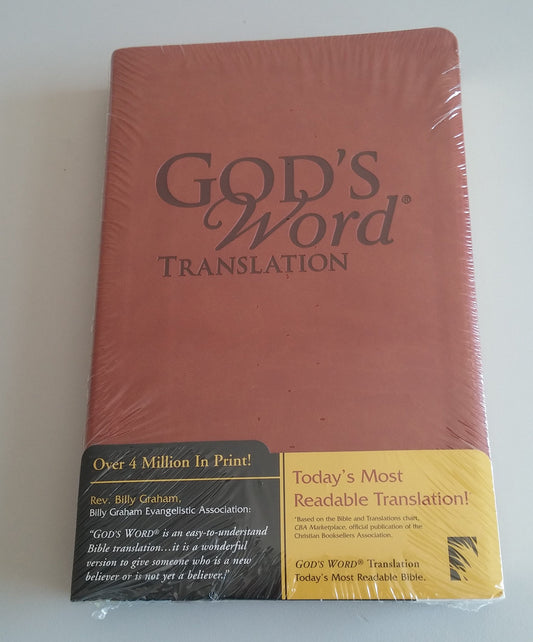 GOD'S
Word®
TRANSLATION
Over 4 Million In Print!
Rev. Billy Graham,
Billy Graham Evangelistic Association:
"GOD'S WORD® is an easy-to-understand
Bible translation...it is a wonderful
version to give someone who is a new
believer or is not yet a believer!"
Today's Most
Readable Translation!
*Based on the Bible and Translations chart,
CBA Marketplace, official publication of the
Christian Booksellers Association.
GOD'S WORD® Translation
Today's Most Readable Bible.